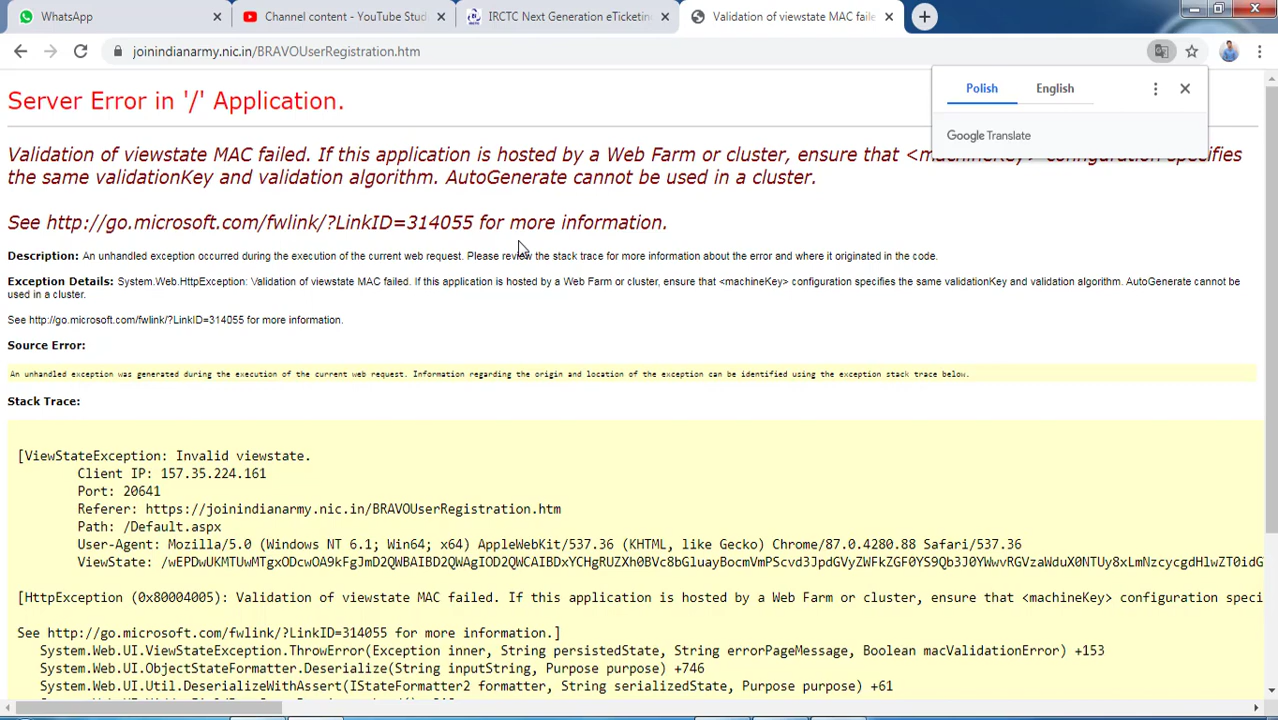 WhatsApp
Channel content - YouTube Stud
IRCTC Next Generation eTicketin
Validation of viewstate MAC faile
joinindianarmy.nic.in/BRAVOUserRegistration.htm
Polish English
Google Translate
Server Error in '/' Application.
Validation of viewstate MAC failed. If this application is hosted by a Web Farm or cluster, ensure that <machineKey> configuration specifies
the same validationKey and validation algorithm. AutoGenerate cannot be used in a cluster.
See http://go.microsoft.com/fwlink/?LinkID=314055 for more information.
Description: An unhandled exception occurred during the execution of the current web request. Please review the stack trace for more information about the error and where it originated in the code.
Exception Details: System.Web.HttpException: Validation of viewstate MAC failed. If this application is hosted by a Web Farm or cluster, ensure that <machineKey> configuration specifies the same validationKey and validation algorithm. AutoGenerate cannot be
used in a cluster.
See http://go.microsoft.com/fwlink/?LinkID=314055 for more information.
Source Error:
An unhandled exception was generated during the execution of the current web request. Information regarding the origin and location of the exception can be identified using the exception stack trace below.
Stack Trace:
[ViewStateException: Invalid viewstate.
Client IP: 157.35.224.161
Port: 20641
Referer: https://joinindianarmy.nic.in/BRAVOUserRegistration.htm
Path: /Default.aspx
User-Agent: Mozilla/5.0 (Windows NT 6.1; Win64; x64) AppleWebKit/537.36 (KHTML, like Gecko) Chrome/87.0.4280.88 Safari/537.36
ViewState: /wEPDwUKMTUwMTgxODcwOA9kFgJmD2QWBAIBD2QWAgIOD2QWCAIBDxYCHgRUZXh0BVc8bGluayBocmVmPScvd3JpdGVyZWFkZGF0YS9Qb3J0YWwvRGVzaWduX0NTUy8xLmNzcycgdHlwZT0idG
[HttpException (0x80004005): Validation of viewstate MAC failed. If this application is hosted by a Web Farm or cluster, ensure that <machineKey> configuration speci
See http://go.microsoft.com/fwlink/?LinkID=314055 for more information.]
System.Web.UI.ViewStateException.ThrowError(Exception inner, String persistedState, String errorPageMessage, Boolean macValidationError) +153
System.Web.UI.ObjectStateFormatter.Deserialize(String inputString, Purpose purpose) +746
System.Web.UI.Util.DeserializeWithAssert(IStateFormatter2 formatter, String serializedState, Purpose purpose) +61